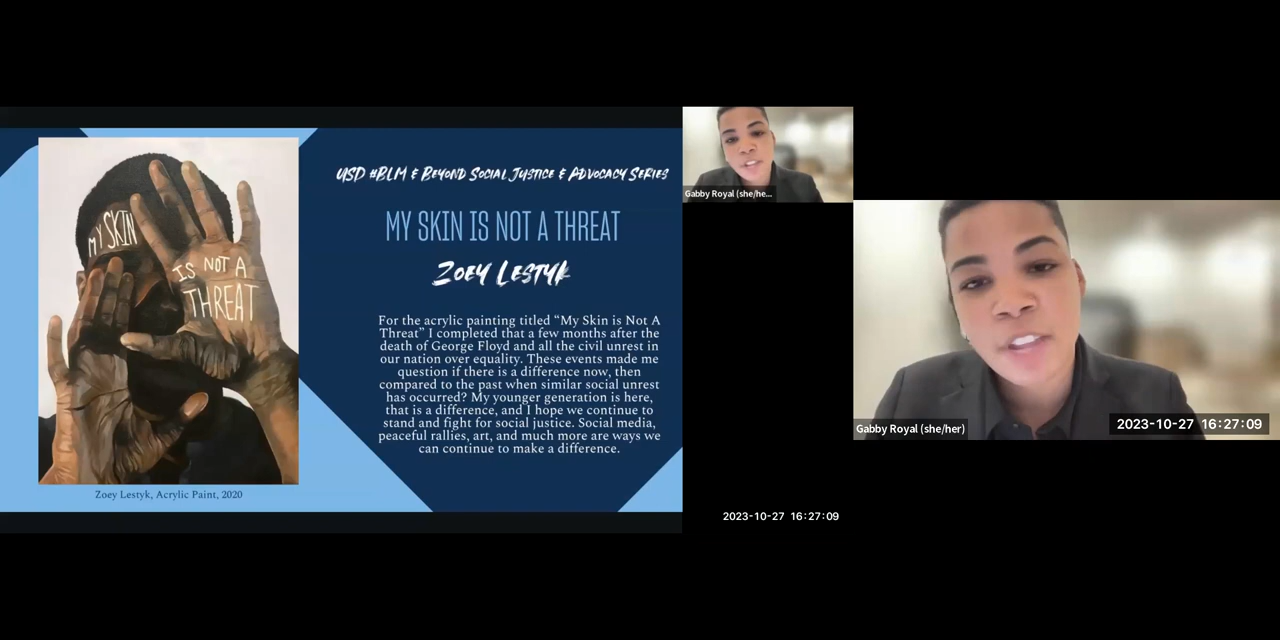 USD #BLM & BEYOND SOCIAL JUSTICE & ADVOCACY SERIES
MY SKIN IS NOT A THREAT
ZOEY LESTYK
MY SKIN
IS NOT A
THREAT
For the acrylic painting titled “My Skin is Not A
Threat” I completed that a few months after the
death of George Floyd and all the civil unrest in
our nation over equality. These events made me
question if there is a difference now, then
compared to the past when similar social unrest
has occurred? My younger generation is here,
that is a difference, and I hope we continue to
stand and fight for social justice. Social media,
peaceful rallies, art, and much more are ways we
can continue to make a difference.
Zoey Lestyk, Acrylic Paint, 2020
Gabby Royal (she/he...
2023-10-27 16:27:09
Gabby Royal (she/her)
2023-10-27 16:27:09